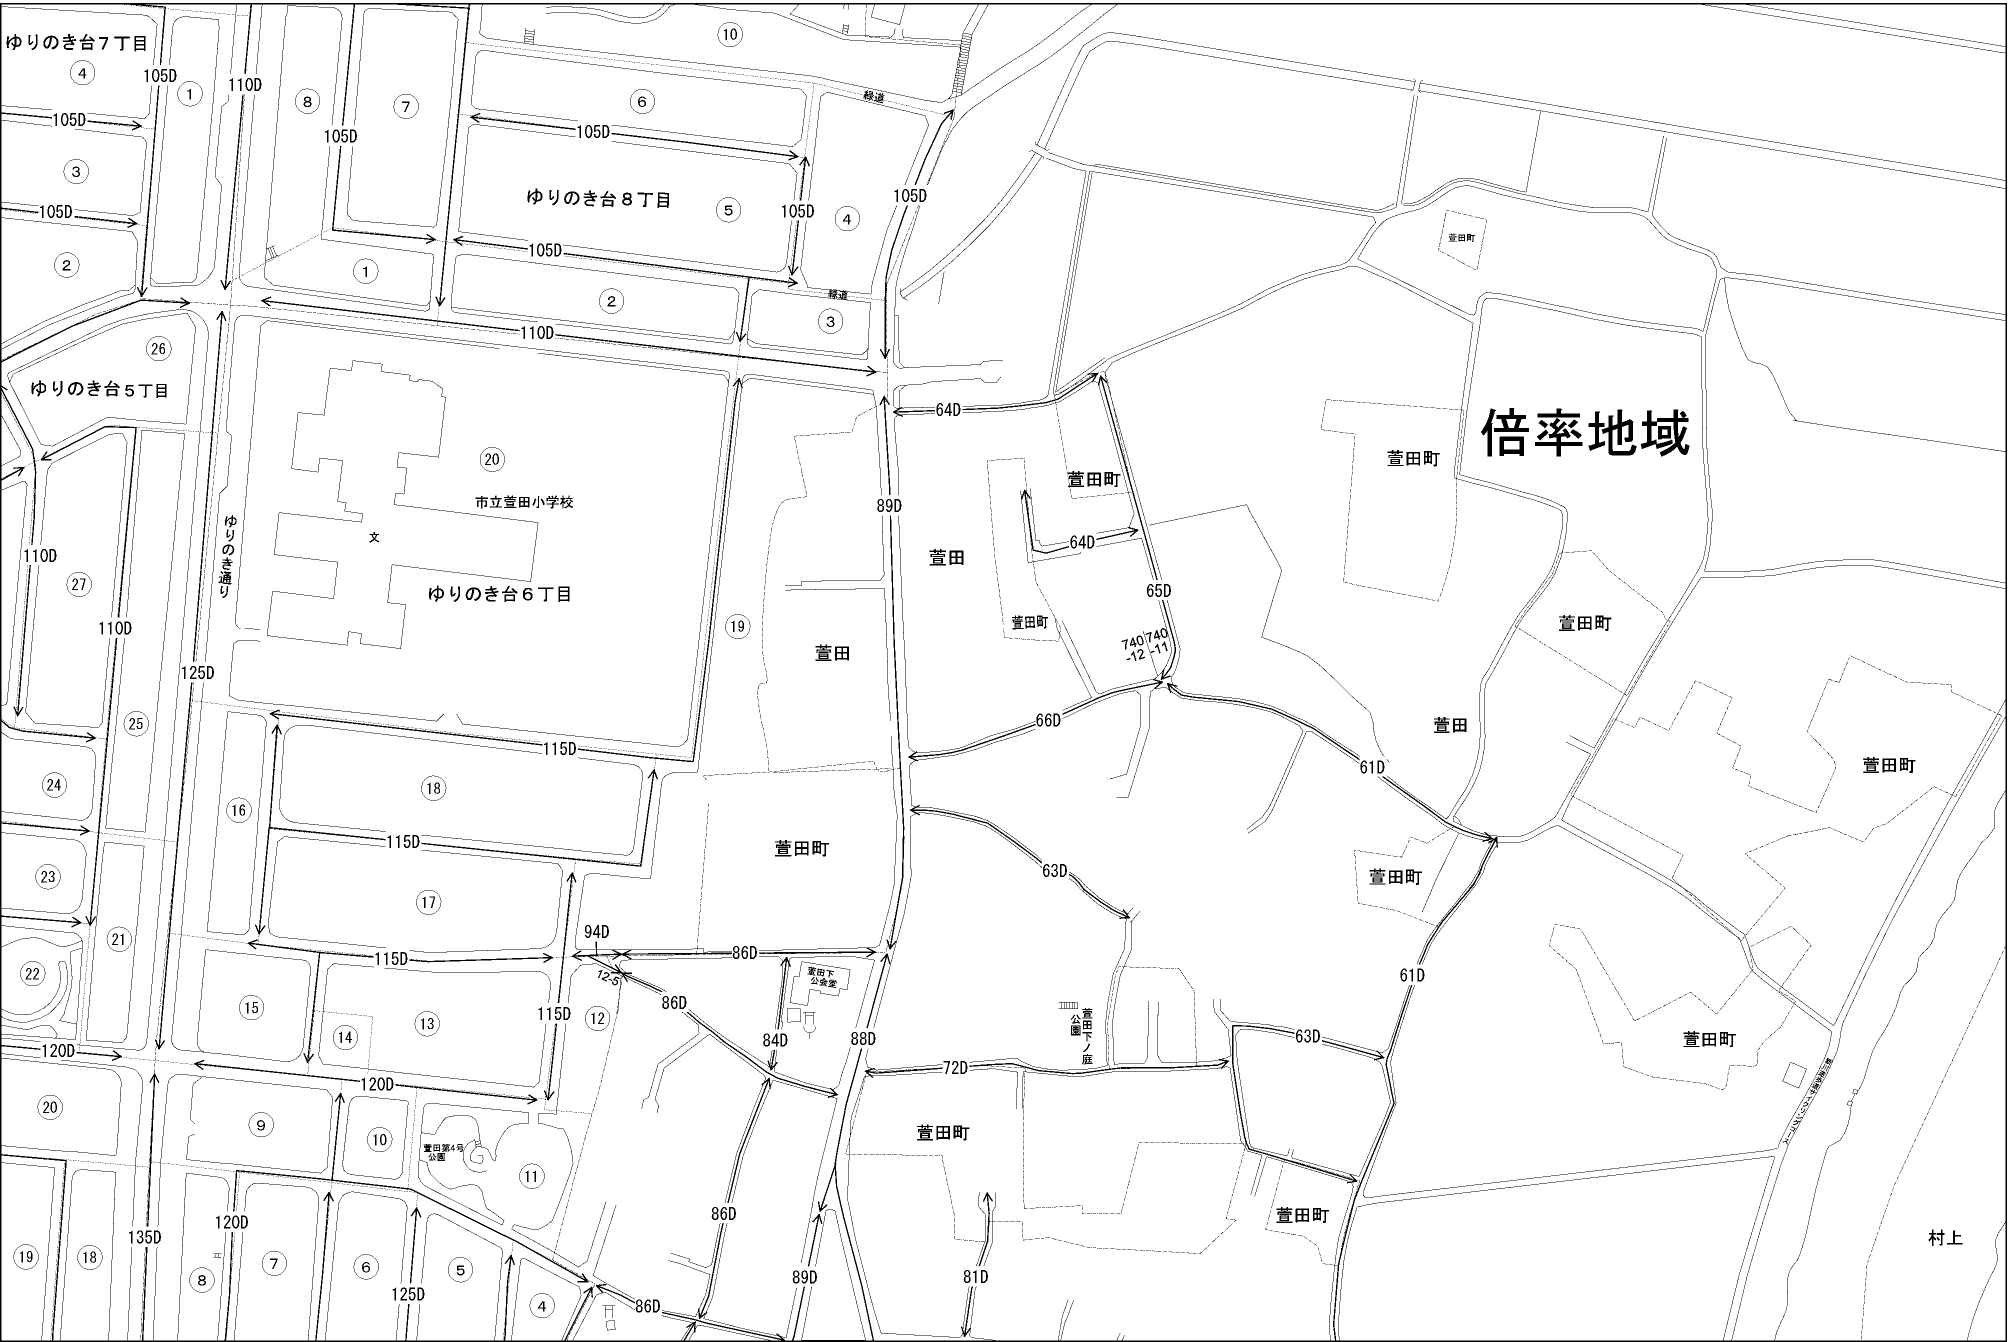 ゆりのき台7丁目
④
①
⑧
⑦
⑩
105D
110D
⑥
緑道
105D
105D
105D
③
105D
ゆりのき台8丁目
⑤
105D
④
105D
萱田町
105D
②
①
②
緑道
③
110D
㉖
ゆりのき台5丁目
64D
倍率地域
萱田町
⑳
萱田町
市立萱田小学校
文
89D
64D
萱田
ゆりのき通り
110D
㉗
ゆりのき台6丁目
65D
110D
⑲
萱田町
萱田町
萱田
740
-12
740
-11
125D
㉕
66D
萱田
115D
61D
萱田町
㉔
⑯
⑱
115D
萱田町
63D
㉓
⑰
萱田町
94D
㉑
115D
86D
㉒
12-5
萱田下
公会堂
61D
86D
⑮
⑭
⑬
115D
⑫
84D
88D
萱田下ノ庭
公園
63D
萱田町
120D
120D
72D
⑳
⑨
⑩
萱田第4号
公園
⑪
萱田町
86D
萱田町
120D
135D
⑲
⑱
⑧
⑦
⑥
⑤
村上
125D
④
86D
89D
81D